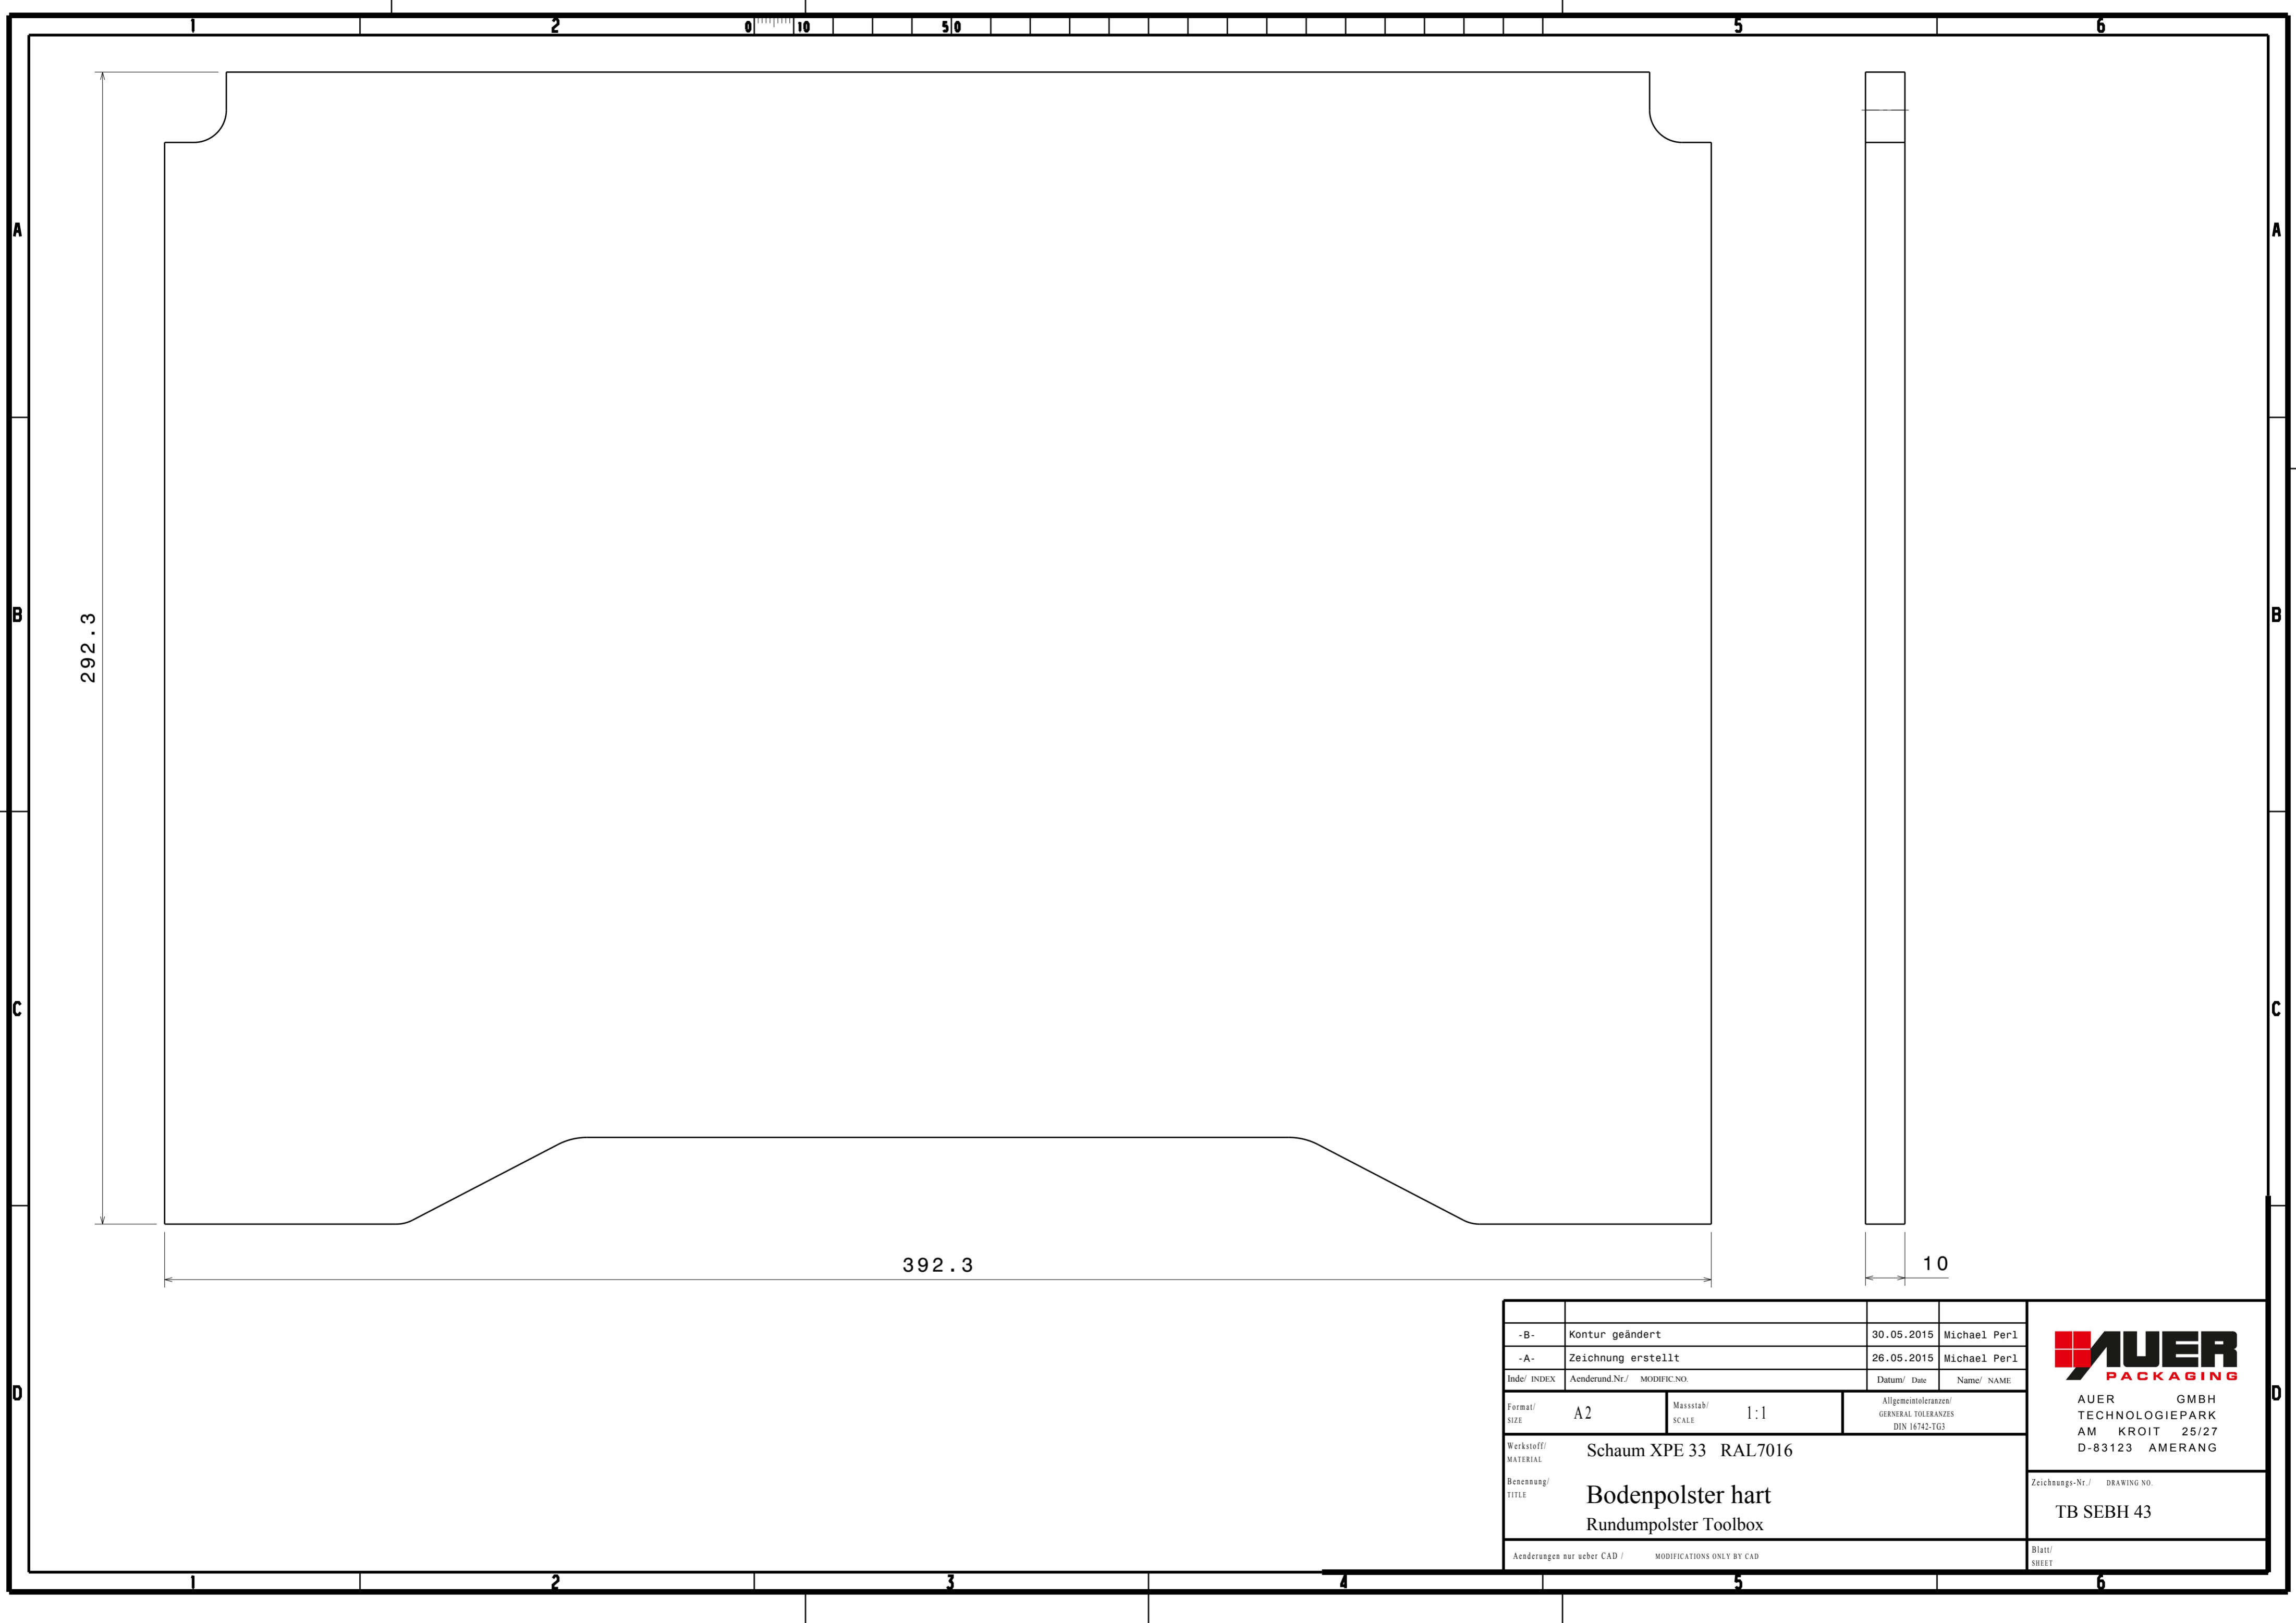 1 2 0 10 50 5 6
A A
292.3
B B
C C
392.3
10
-B- Kontur geändert 30.05.2015 Michael Perl
-A- Zeichnung erstellt 26.05.2015 Michael Perl
Inde/ INDEX Aenderund.Nr./ MODIFIC.NO. Datum/ Date Name/ NAME
Format/
SIZE
A2
Massstab/
SCALE
1:1
Allgemeintoleranzen/
GERNERAL TOLERANZES
DIN 16742-TG3
Werkstoff/
MATERIAL
Schaum XPE 33 RAL7016
Benennung/
TITLE
Bodenpolster hart
Rundumpolster Toolbox
Aenderungen nur ueber CAD / MODIFICATIONS ONLY BY CAD
AUER
PACKAGING
AUER GMBH
TECHNOLOGIEPARK
AM KROIT 25/27
D-83123 AMERANG
Zeichnungs-Nr./ DRAWING NO.
TB SEBH 43
Blatt/
SHEET
D D
1 2 3 4 5 6